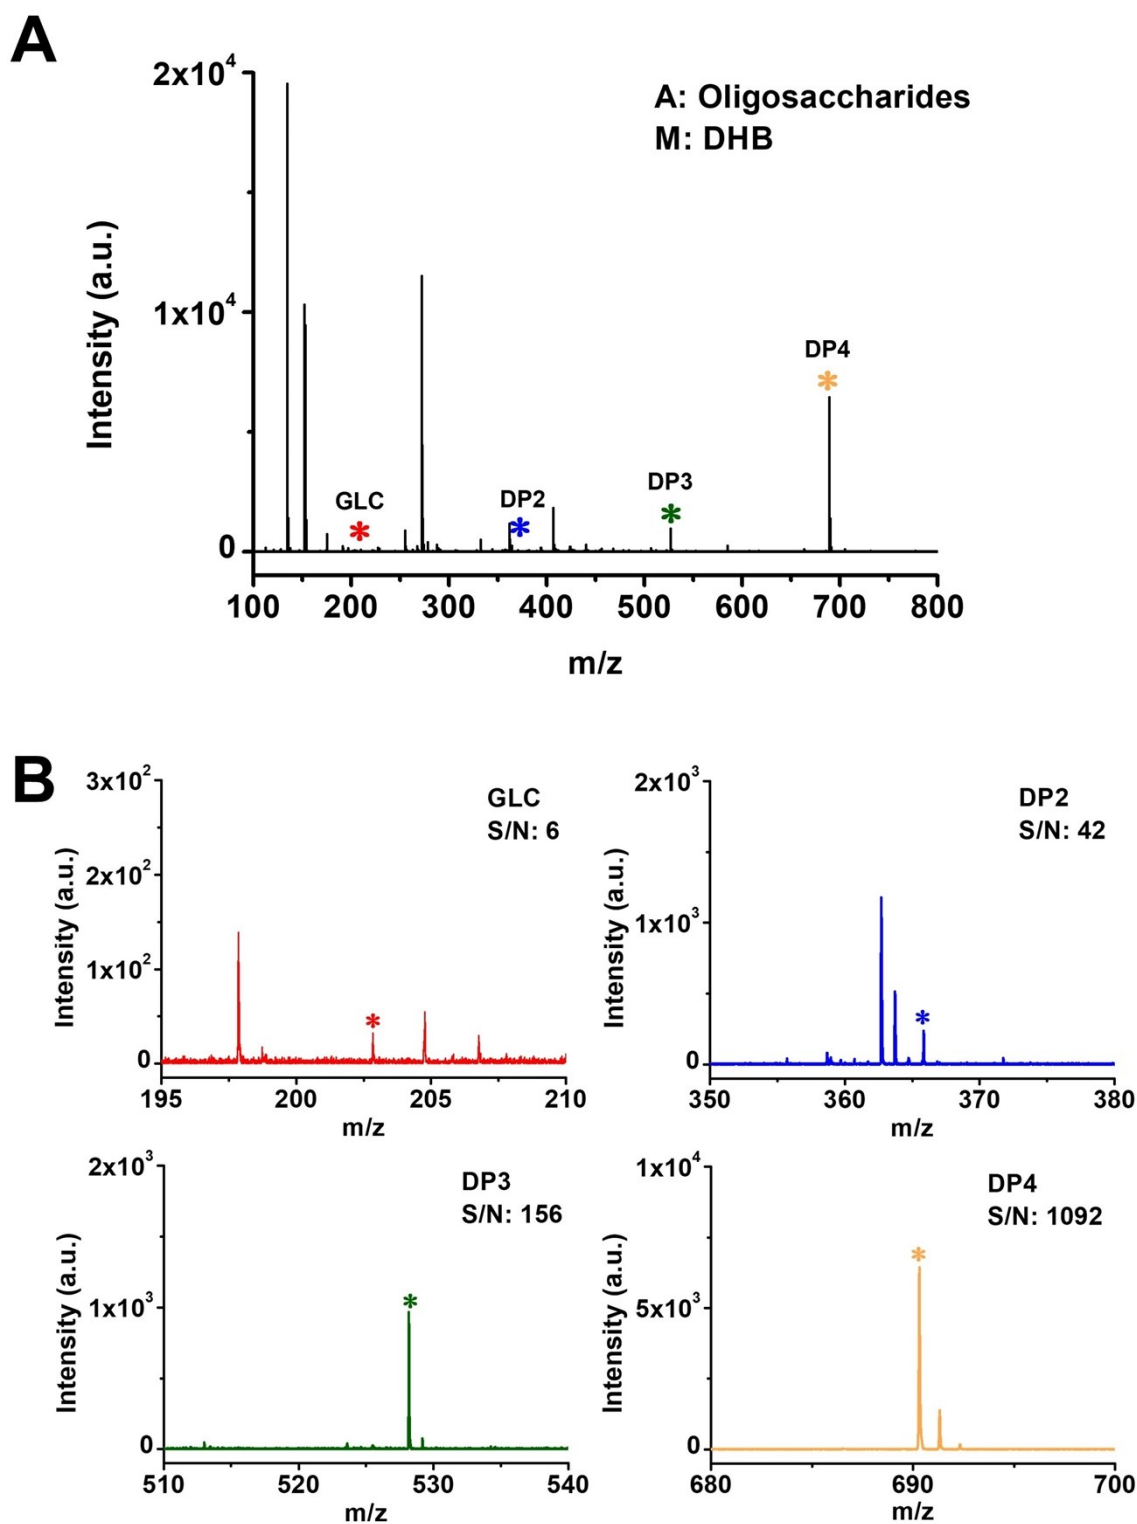 A
2x10⁴
1x10⁴
0
Intensity (a.u.)
A: Oligosaccharides
M: DHB
GLC
DP2
DP3
DP4
100 200 300 400 500 600 700 800
m/z
B
3x10²
2x10²
1x10²
0
Intensity (a.u.)
GLC
S/N: 6
195 200 205 210
m/z
2x10³
1x10³
0
Intensity (a.u.)
DP2
S/N: 42
350 360 370 380
m/z
2x10³
1x10³
0
Intensity (a.u.)
DP3
S/N: 156
510 520 530 540
m/z
1x10⁴
5x10³
0
Intensity (a.u.)
DP4
S/N: 1092
680 690 700
m/z